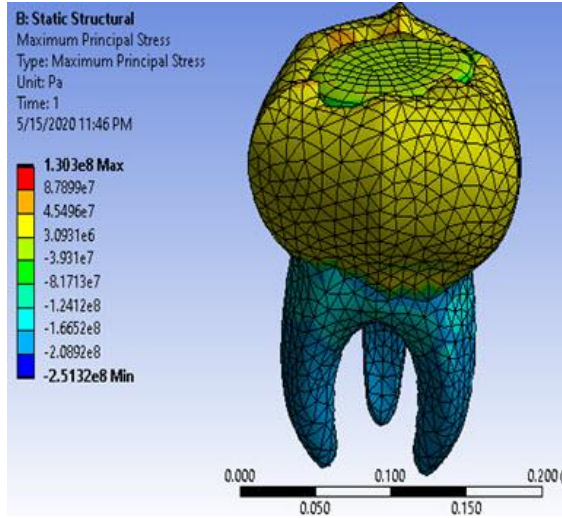 B: Static Structural
Maximum Principal Stress
Type: Maximum Principal Stress
Unit: Pa
Time: 1
5/15/2020 11:46 PM
1.303e8 Max
8.7899e7
4.5496e7
3.0931e6
-3.931e7
-8.1713e7
-1.2412e8
-1.6652e8
-2.0892e8
-2.5132e8 Min
0.000 0.100 0.200 (
0.050 0.150